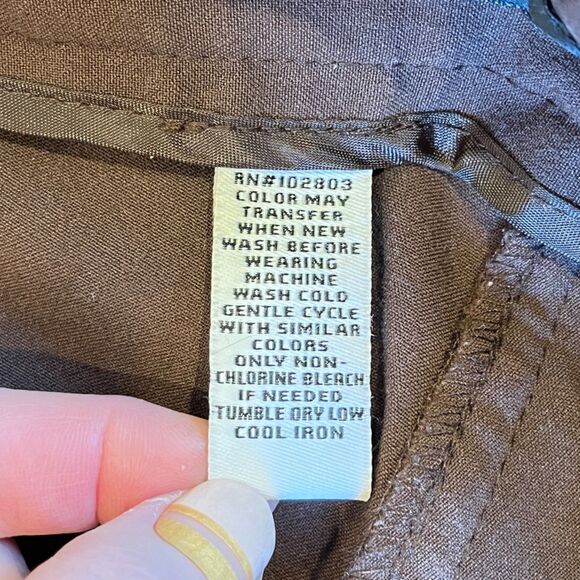 RN#102803
COLOR MAY
TRANSFER
WHEN NEW
WASH BEFORE
WEARING
MACHINE
WASH COLD
GENTLE CYCLE
WITH SIMILAR
COLORS
ONLY NON-
CHLORINE BLEACH
IF NEEDED
TUMBLE DRY LOW
COOL IRON